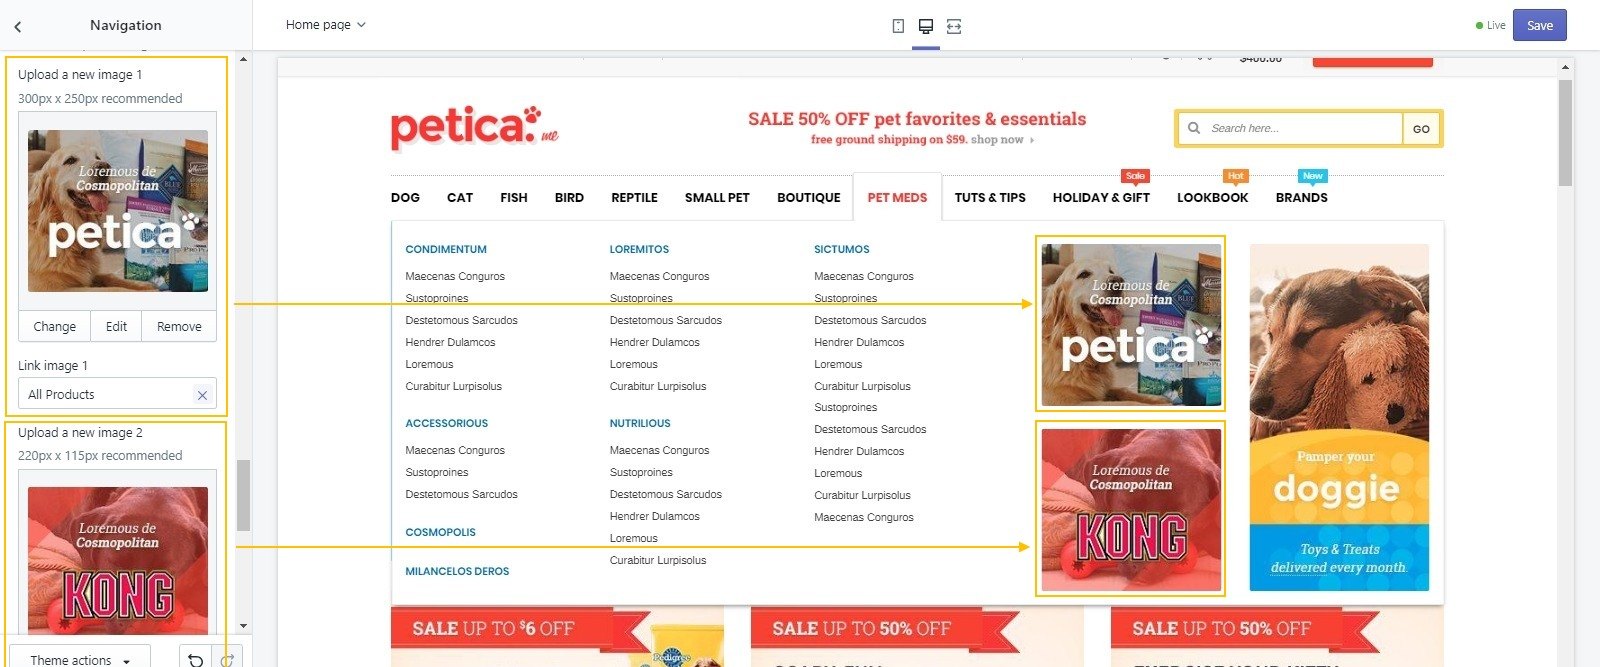 Navigation
Home page
Live
Save
Upload a new image 1
300px x 250px recommended
Loremous de
Cosmopolitan
petica
Change
Edit
Remove
Link image 1
All Products
Upload a new image 2
220px x 115px recommended
Loremous de
Cosmopolitan
KONG
Theme actions
petica.me
SALE 50% OFF pet favorites & essentials
free ground shipping on $59. shop now
Search here...
GO
Sale
Hot
New
DOG
CAT
FISH
BIRD
REPTILE
SMALL PET
BOUTIQUE
PET MEDS
TUTS & TIPS
HOLIDAY & GIFT
LOOKBOOK
BRANDS
CONDIMENTUM
Maecenas Conguros
Sustoproines
Destetomous Sarcudos
Hendrer Dulamcos
Loremous
Curabitur Lurpisolus
ACCESSORIOUS
Maecenas Conguros
Sustoproines
Destetomous Sarcudos
COSMOPOLIS
MILANCELOS DEROS
LOREMITOS
Maecenas Conguros
Sustoproines
Destetomous Sarcudos
Hendrer Dulamcos
Loremous
Curabitur Lurpisolus
NUTRILIOUS
Maecenas Conguros
Sustoproines
Destetomous Sarcudos
Hendrer Dulamcos
Loremous
Curabitur Lurpisolus
SICTUMOS
Maecenas Conguros
Sustoproines
Destetomous Sarcudos
Hendrer Dulamcos
Loremous
Curabitur Lurpisolus
Sustoproines
Destetomous Sarcudos
Hendrer Dulamcos
Loremous
Curabitur Lurpisolus
Maecenas Conguros
Loremous de
Cosmopolitan
petica
Loremous de
Cosmopolitan
KONG
Pamper your
doggie
Toys & Treats
delivered every month.
SALE UP TO $6 OFF
SALE UP TO 50% OFF
SALE UP TO 50% OFF
Pedigree